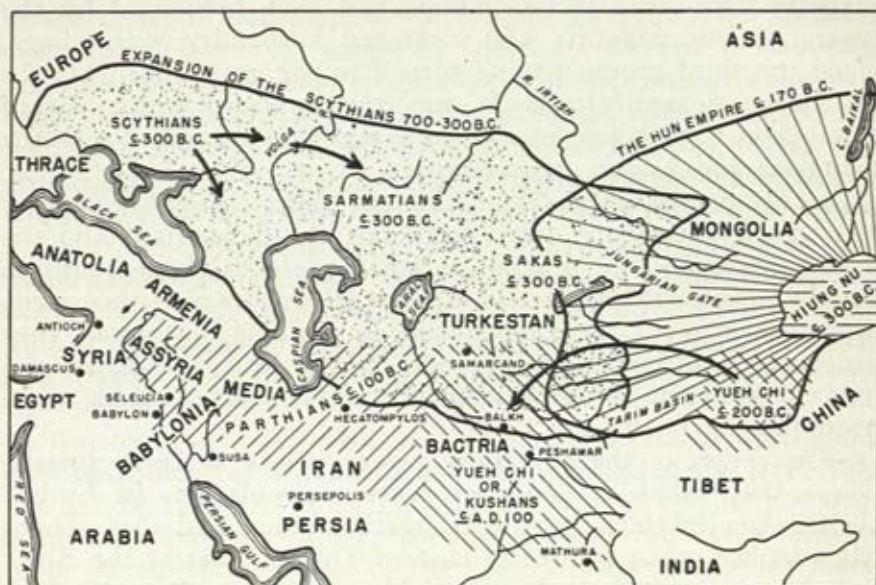 EUROPE
ASIA
EXPANSION OF THE SCYTHIANS 700-300 B.C.
R. IRTISH
THE HUN EMPIRE C. 170 B.C.
L. BAIKAL
SCYTHIANS
C. 300 B.C.
VOLGA
THRACE
BLACK SEA
SARMATIANS
C. 300 B.C.
MONGOLIA
ANATOLIA
SAKAS
C. 300 B.C.
JUNGARIAN GATE
HIUNG NU
C. 300 B.C.
ARMENIA
CASPIAN SEA
ARAL SEA
TURKESTAN
ANTIOCH
SYRIA
ASSYRIA
SAMARCAND
DAMASCUS
MEDIA
PARTHIANS C. 100 B.C.
YUEH CHI
C. 200 B.C.
CHINA
EGYPT
SELEUCIA
BABYLON
BABYLONIA
HECATOMPYLOS
BALKH
TARIM BASIN
BACTRIA
PESHAWAR
SUSA
IRAN
YUEH CHI
OR
KUSHANS
C. A.D. 100
TIBET
PERSEPOLIS
PERSIA
PERSIAN GULF
RED SEA
ARABIA
MATHURA
INDIA